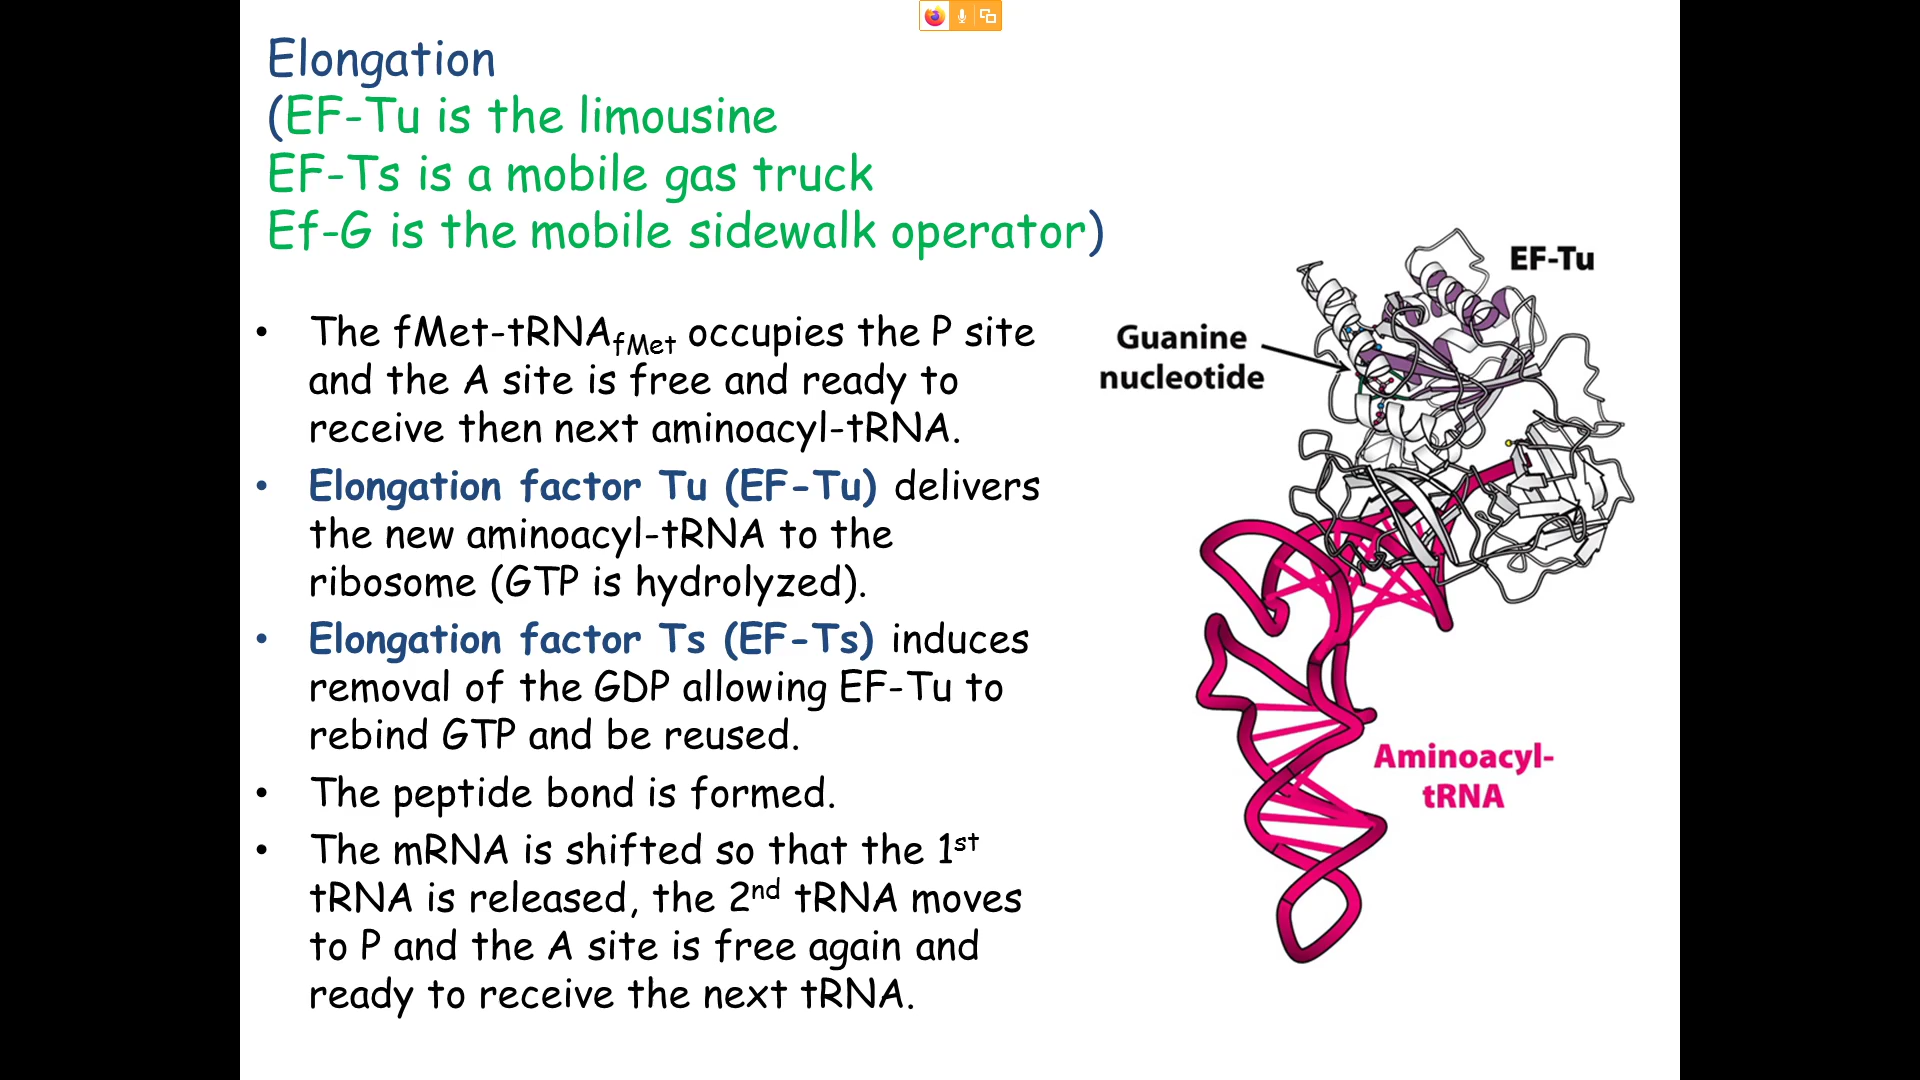 Elongation
(EF-Tu is the limousine
EF-Ts is a mobile gas truck
Ef-G is the mobile sidewalk operator)
• The fMet-tRNAfMet occupies the P site
and the A site is free and ready to
receive then next aminoacyl-tRNA.
• Elongation factor Tu (EF-Tu) delivers
the new aminoacyl-tRNA to the
ribosome (GTP is hydrolyzed).
• Elongation factor Ts (EF-Ts) induces
removal of the GDP allowing EF-Tu to
rebind GTP and be reused.
• The peptide bond is formed.
• The mRNA is shifted so that the 1st
tRNA is released, the 2nd tRNA moves
to P and the A site is free again and
ready to receive the next tRNA.
EF-Tu
Guanine
nucleotide
Aminoacyl-
tRNA